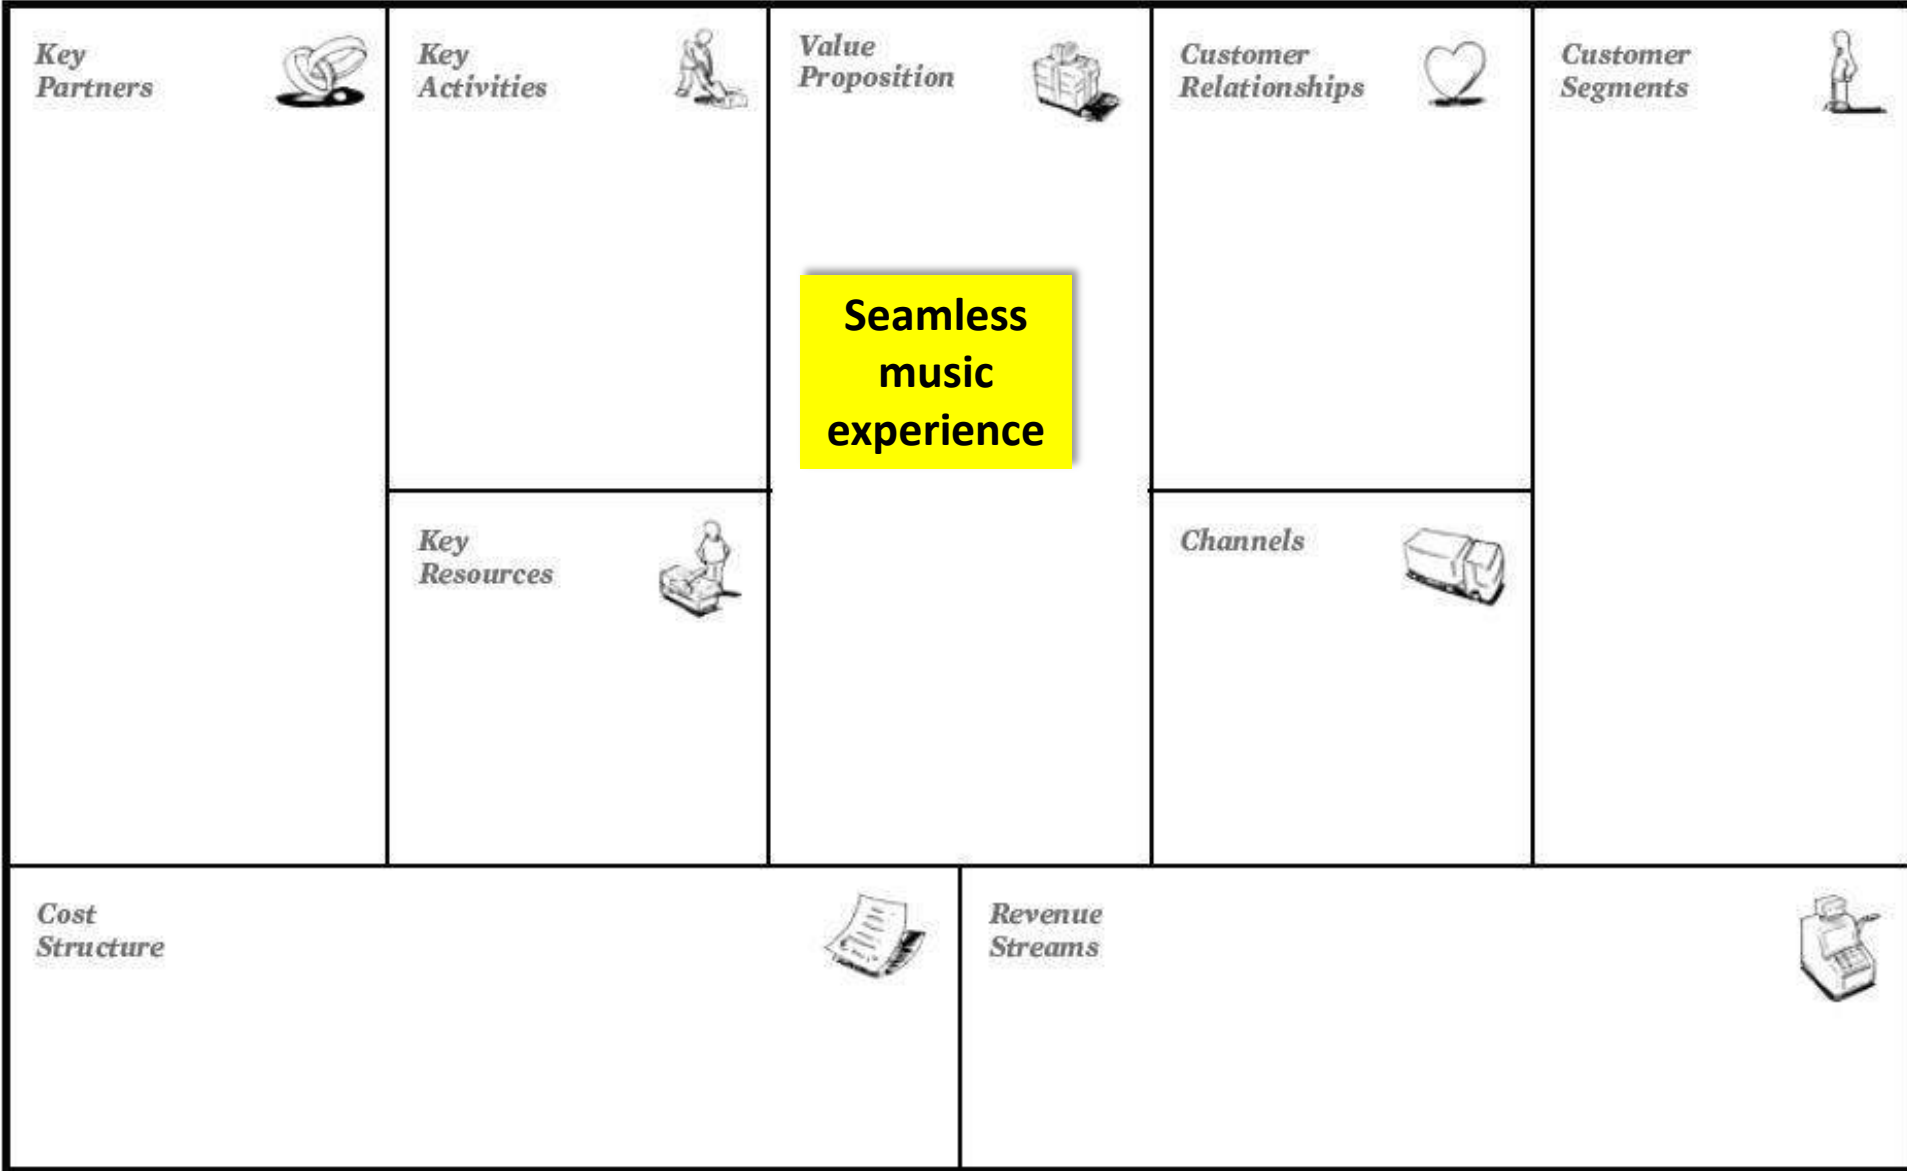 Key
Partners
Key
Activities
Value
Proposition
Customer
Relationships
Customer
Segments
Seamless
music
experience
Key
Resources
Channels
Cost
Structure
Revenue
Streams